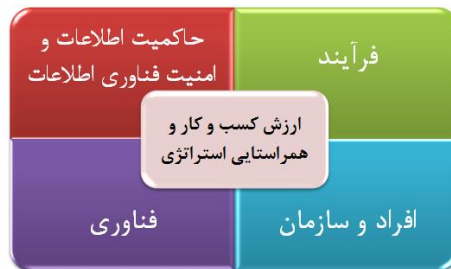 فرآیند
حاکمیت اطلاعات و
امنیت فناوری اطلاعات
ارزش کسب و کار و
همراستایی استراتژی
افراد و سازمان
فناوری